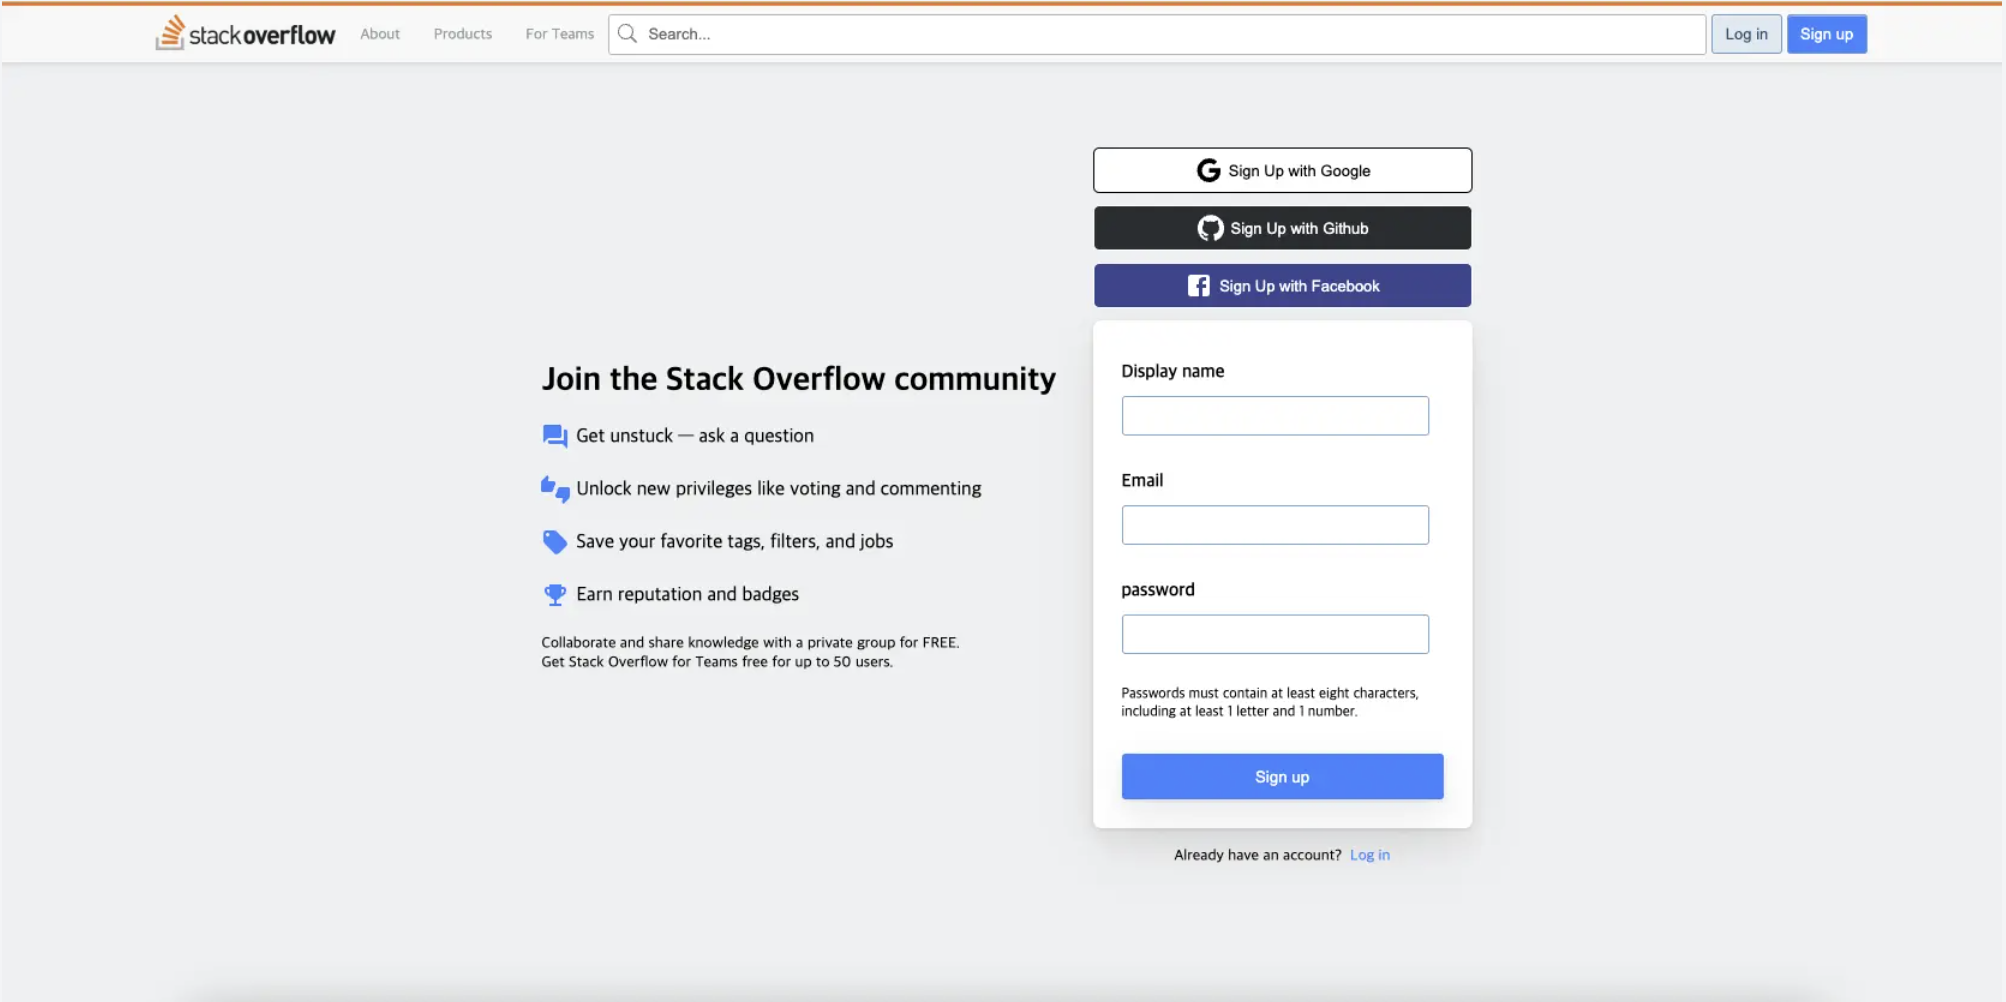 stackoverflow
About
Products
For Teams
Search...
Log in
Sign up
Join the Stack Overflow community
Get unstuck — ask a question
Unlock new privileges like voting and commenting
Save your favorite tags, filters, and jobs
Earn reputation and badges
Collaborate and share knowledge with a private group for FREE.
Get Stack Overflow for Teams free for up to 50 users.
Sign Up with Google
Sign Up with Github
Sign Up with Facebook
Display name
Email
password
Passwords must contain at least eight characters,
including at least 1 letter and 1 number.
Sign up
Already have an account? Log in